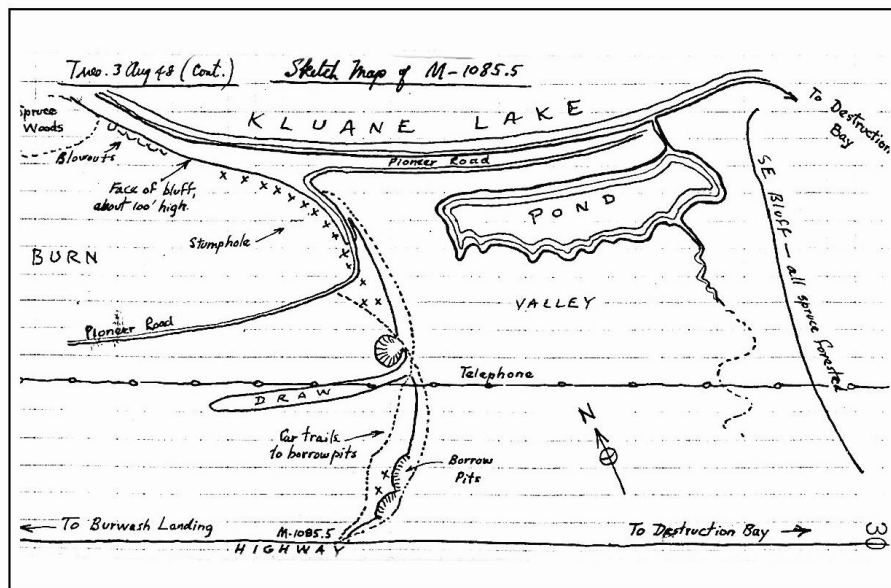 Tues. 3 Aug 48 (Cont.)
Sketch Map of M-1085.5
KLUANE LAKE
To Destruction
Bay
Spruce
Woods
Blowouts
Pioneer Road
Face of bluff,
about 100' high.
POND
SE Bluff — all spruce forested
Stumphole
BURN
VALLEY
Pioneer Road
Telephone
DRAW
N
Car trails
to borrow pits
Borrow
Pits
← To Burwash Landing
M-1085.5
To Destruction Bay →
HIGHWAY
30